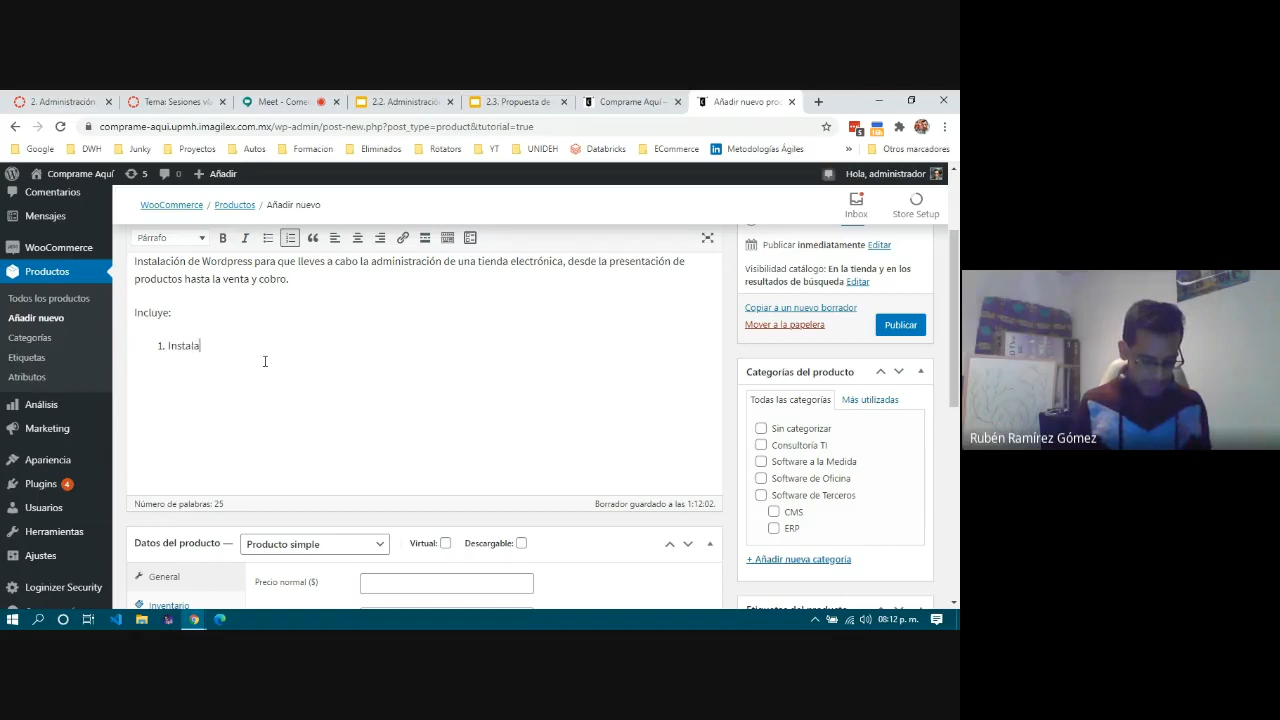 2. Administración
Tema: Sesiones vi
Meet - Come
2.2. Administració
2.3. Propuesta de
Comprame Aquí –
Añadir nuevo pro
comprame-aqui.upmh.imagilex.com.mx/wp-admin/post-new.php?post_type=product&tutorial=true
Google
DWH
Junky
Proyectos
Autos
Formacion
Eliminados
Rotators
YT
UNIDEH
Databricks
ECommerce
Metodologías Ágiles
»
Otros marcadores
Comprame Aquí
5
0
Añadir
Hola, administrador
Comentarios
Mensajes
WooCommerce
Productos
Todos los productos
Añadir nuevo
Categorías
Etiquetas
Atributos
Análisis
Marketing
Apariencia
Plugins 4
Usuarios
Herramientas
Ajustes
Loginizer Security
WooCommerce / Productos / Añadir nuevo
Inbox
Store Setup
Párrafo
B I
Instalación de Wordpress para que lleves a cabo la administración de una tienda electrónica, desde la presentación de
productos hasta la venta y cobro.
Incluye:
1. Instala
Número de palabras: 25
Borrador guardado a las 1:12:02.
Datos del producto — Producto simple
Virtual:
Descargable:
General
Inventario
Precio normal ($)
Publicar inmediatamente Editar
Visibilidad catálogo: En la tienda y en los
resultados de búsqueda Editar
Copiar a un nuevo borrador
Mover a la papelera
Publicar
Categorías del producto
Todas las categorías
Más utilizadas
Sin categorizar
Consultoría TI
Software a la Medida
Software de Oficina
Software de Terceros
CMS
ERP
+ Añadir nueva categoría
08:12 p. m.
Rubén Ramírez Gómez